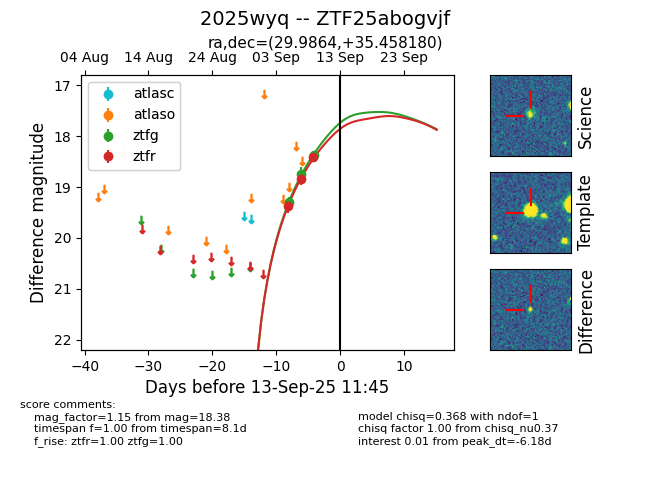 2025wyq -- ZTF25abogvjf
ra,dec=(29.9864,+35.458180)
04 Aug 14 Aug 24 Aug 03 Sep 13 Sep 23 Sep
17
18
19
20
21
22
Difference magnitude
atlasc
atlaso
ztfg
ztfr
−40 −30 −20 −10 0 10
Days before 13-Sep-25 11:45
Science
Template
Difference
score comments:
mag_factor=1.15 from mag=18.38
timespan f=1.00 from timespan=8.1d
f_rise: ztfr=1.00 ztfg=1.00
model chisq=0.368 with ndof=1
chisq factor 1.00 from chisq_nu0.37
interest 0.01 from peak_dt=-6.18d